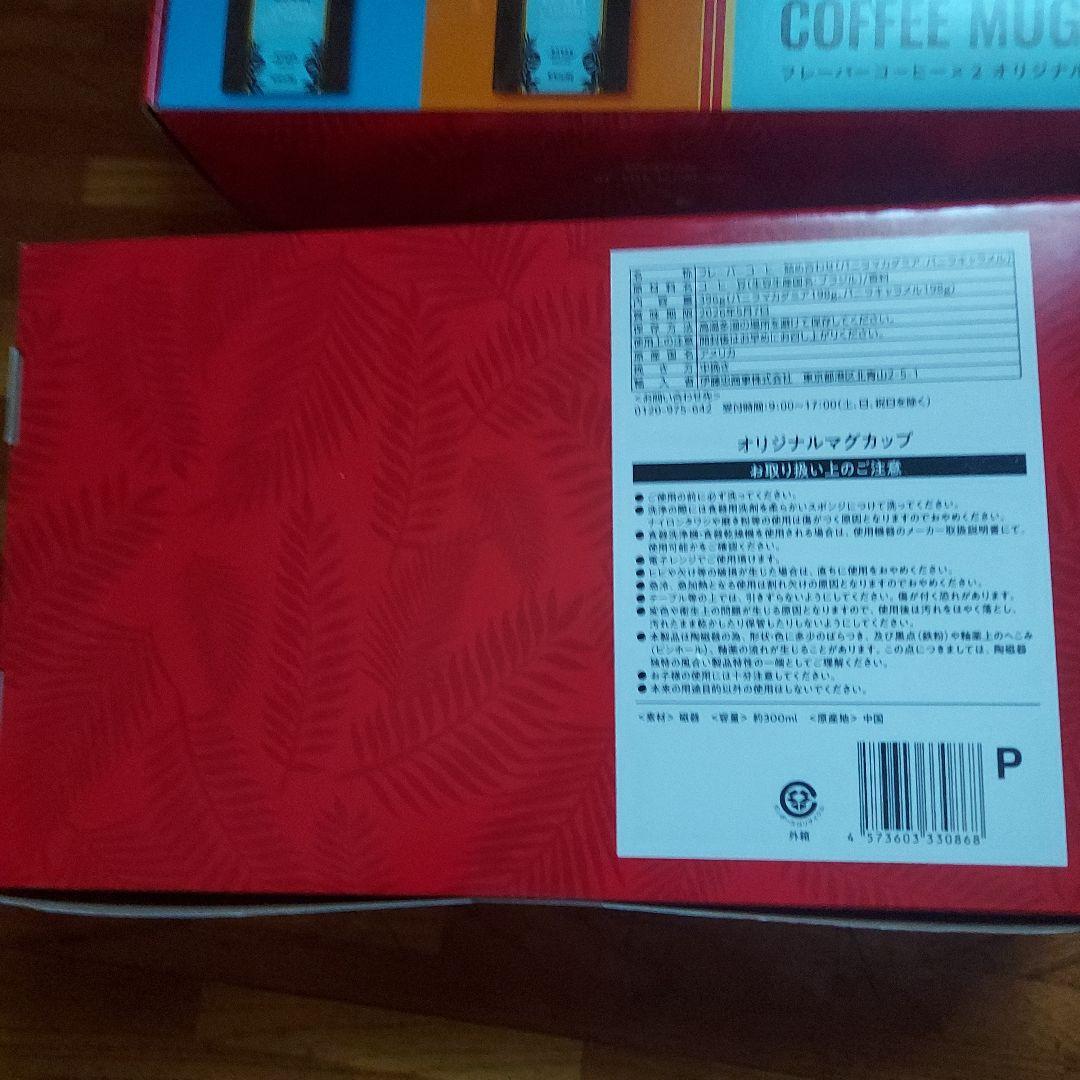 COFFEE MUG
フレーバーコーヒー×2 オリジナル
名称 フレーバーコーヒー詰め合わせ(バニラマカダミア、バニラキャラメル)
原材料名 コーヒー豆(生豆生産国名:ブラジル)/香料
内容量 396g(バニラマカダミア198g、バニラキャラメル198g)
賞味期限 2026年5月7日
保存方法 高温多湿の場所を避けて保存してください。
使用上の注意 開封後はお早めにお召し上がりください。
原産国名 アメリカ
挽き方 中挽き
輸入者 伊藤忠商事株式会社 東京都港区北青山2-5-1
<お問い合わせ先>
0120-975-642 受付時間:9:00~17:00(土、日、祝日を除く)
オリジナルマグカップ
お取り扱い上のご注意
● ご使用の前に必ず洗ってください。
● 洗浄の際には食器用洗剤を柔らかいスポンジにつけて洗ってください。
ナイロンタワシや磨き粉等の使用は傷がつく原因となりますのでおやめください。
● 食器洗浄機・食器乾燥機を使用される場合は、使用機器のメーカー取扱説明書にて、
使用可能かをご確認ください。
● 電子レンジでご使用頂けます。
● ヒビや欠け等の破損が生じた場合は、直ちに使用をおやめください。
● 急冷、急加熱となる使用は割れ欠けの原因となりますのでおやめください。
● テーブル等の上では、引きずらないようにしてください。傷が付く恐れがあります。
● 変色や衛生上の問題が生じる原因となりますので、使用後は汚れをはやく落とし、
汚れたまま乾かしたり保管したりしないようにしてください。
● 本製品は陶磁器の為、形状・色に多少のばらつき、及び黒点(鉄粉)や釉薬上のへこみ
(ピンホール)、釉薬の流れが生じることがあります。この点につきましては、陶磁器
独特の風合い製品特性の一端としてご理解ください。
● お子様の使用には十分注意してください。
● 本来の用途目的以外の使用はしないでください。
<素材> 磁器 <容量> 約300ml <原産地> 中国
P
外箱
4 573603 330868